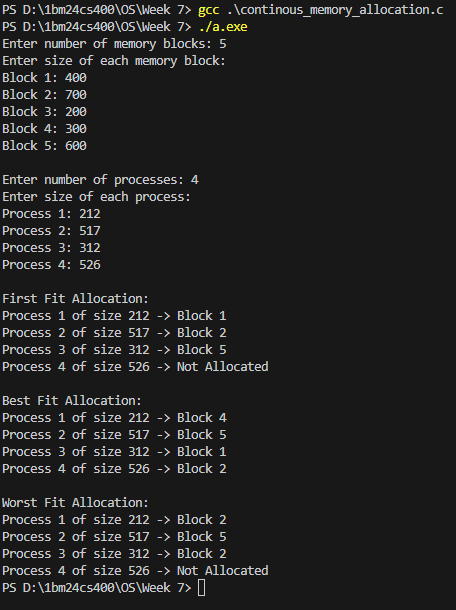 PS D:\1bm24cs400\OS\Week 7> gcc .\continous_memory_allocation.c
PS D:\1bm24cs400\OS\Week 7> ./a.exe
Enter number of memory blocks: 5
Enter size of each memory block:
Block 1: 400
Block 2: 700
Block 3: 200
Block 4: 300
Block 5: 600

Enter number of processes: 4
Enter size of each process:
Process 1: 212
Process 2: 517
Process 3: 312
Process 4: 526

First Fit Allocation:
Process 1 of size 212 -> Block 1
Process 2 of size 517 -> Block 2
Process 3 of size 312 -> Block 5
Process 4 of size 526 -> Not Allocated

Best Fit Allocation:
Process 1 of size 212 -> Block 4
Process 2 of size 517 -> Block 5
Process 3 of size 312 -> Block 1
Process 4 of size 526 -> Block 2

Worst Fit Allocation:
Process 1 of size 212 -> Block 2
Process 2 of size 517 -> Block 5
Process 3 of size 312 -> Block 2
Process 4 of size 526 -> Not Allocated
PS D:\1bm24cs400\OS\Week 7>